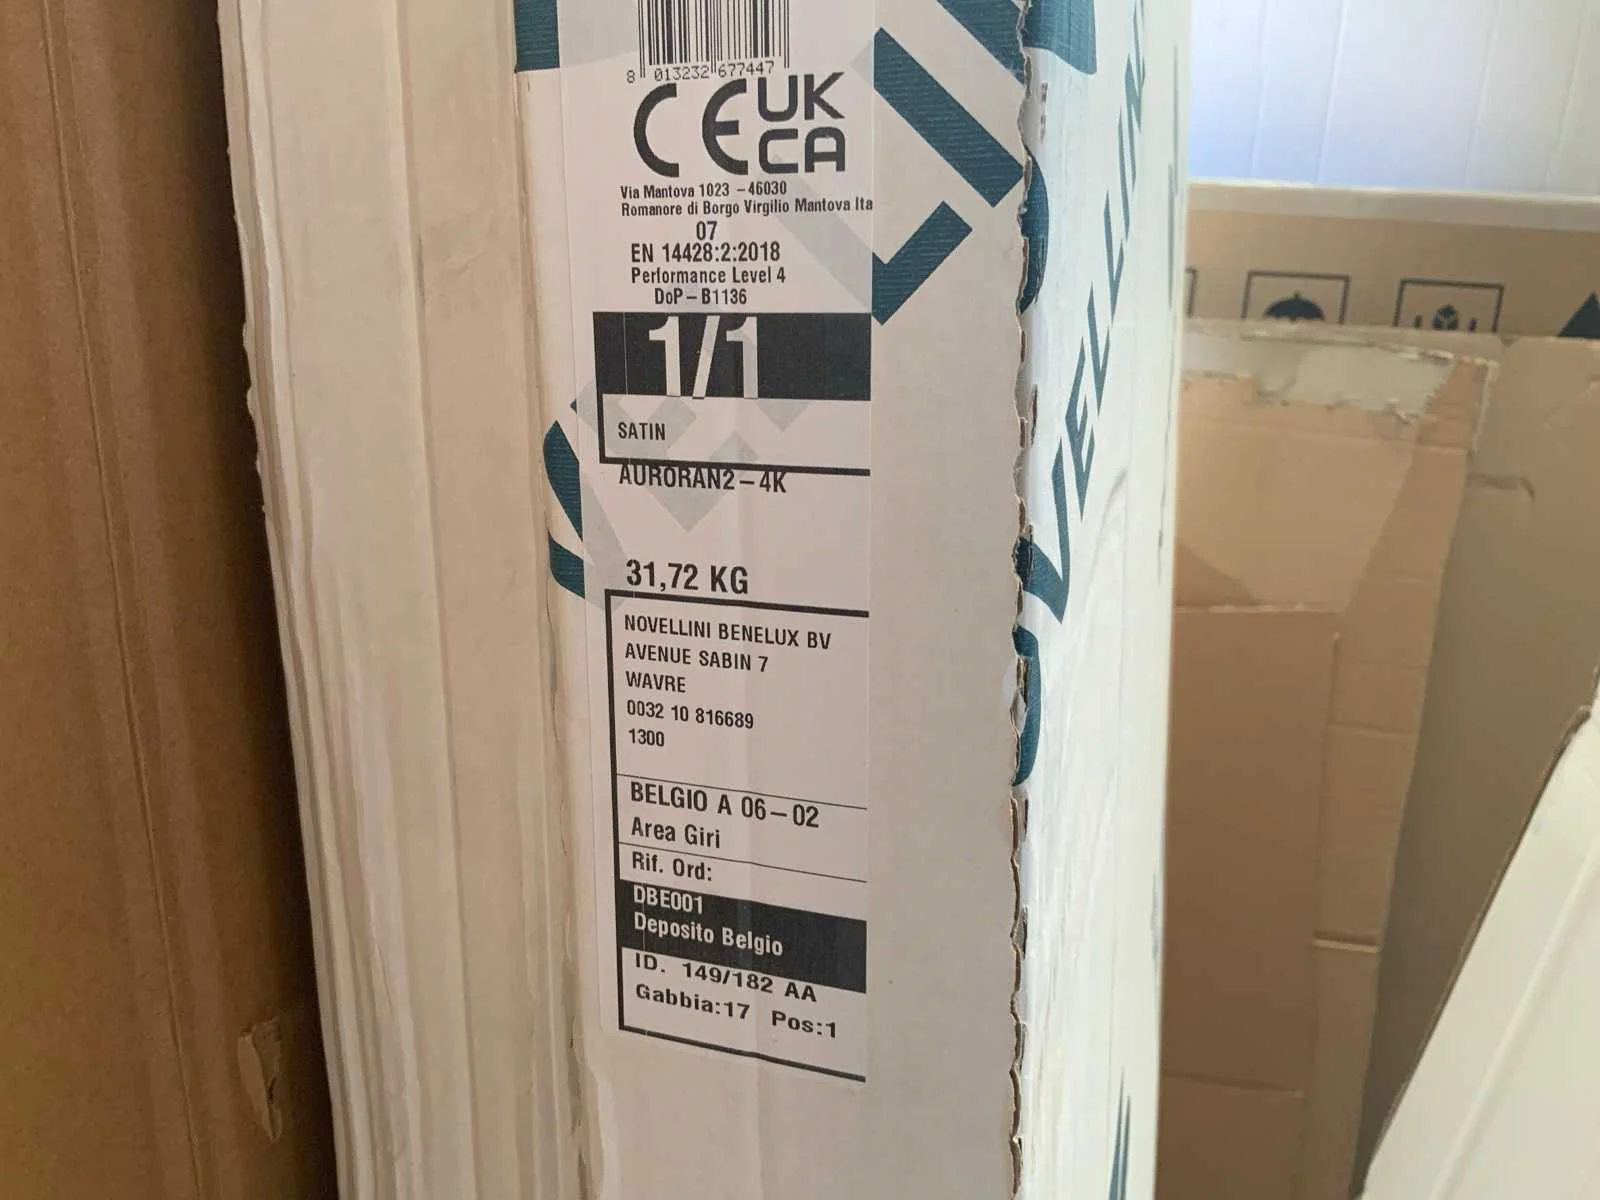 8 013232 677447
CE UK
CA
Via Mantova 1023 – 46030
Romanore di Borgo Virgilio Mantova Ita
07
EN 14428:2:2018
Performance Level 4
DoP – B1136
1/1
SATIN
AURORAN2 – 4K
31,72 KG
NOVELLINI BENELUX BV
AVENUE SABIN 7
WAVRE
0032 10 816689
1300
BELGIO A 06 – 02
Area Giri
Rif. Ord:
DBE001
Deposito Belgio
ID. 149/182 AA
Gabbia:17 Pos:1